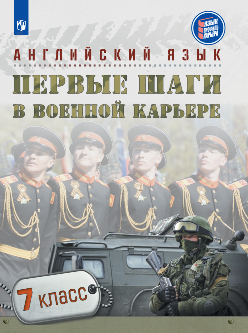 АНГЛИЙСКИЙ ЯЗЫК
ПЕРВЫЕ ШАГИ
В ВОЕННОЙ КАРЬЕРЕ
7 класс